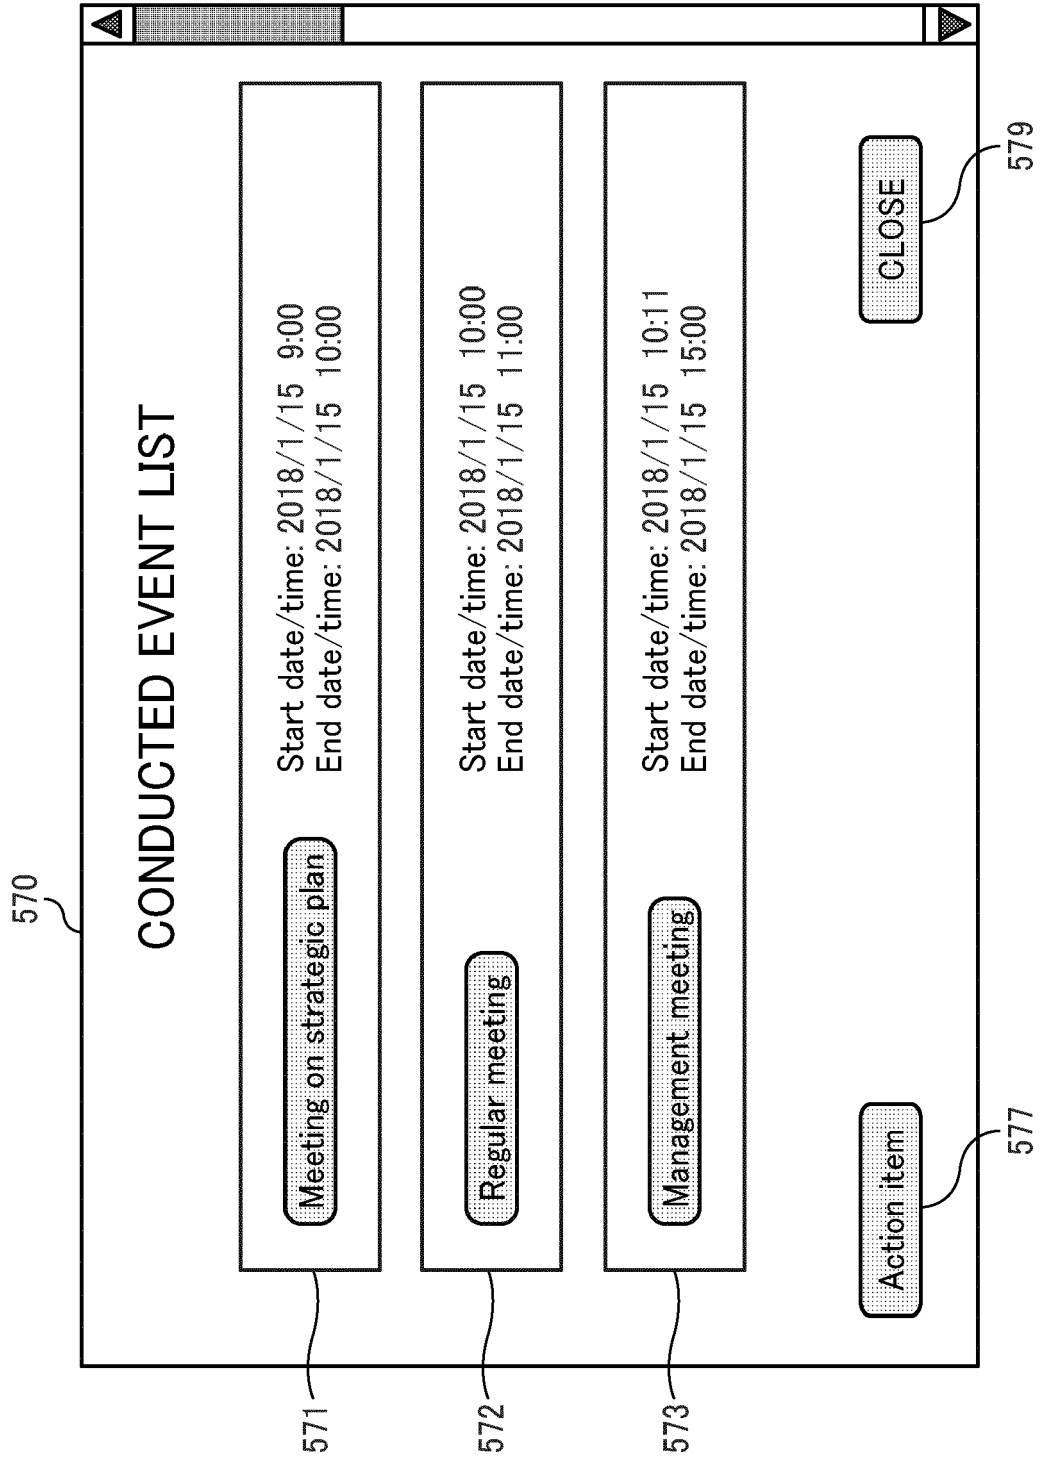 570
CONDUCTED EVENT LIST
571
Meeting on strategic plan
Start date/time: 2018/1/15 9:00
End date/time: 2018/1/15 10:00
572
Regular meeting
Start date/time: 2018/1/15 10:00
End date/time: 2018/1/15 11:00
573
Management meeting
Start date/time: 2018/1/15 10:11
End date/time: 2018/1/15 15:00
Action item
CLOSE
577
579